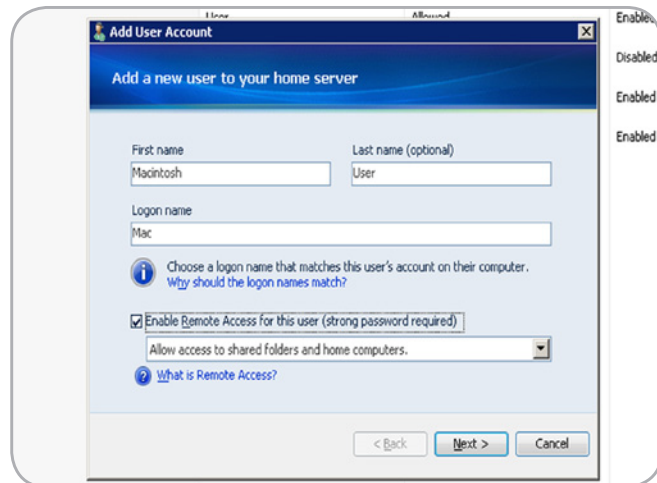 User Allowed Enabled
Add User Account
Disabled
Add a new user to your home server
Enabled
Enabled
First name Last name (optional)
Macintosh User
Logon name
Mac
Choose a logon name that matches this user's account on their computer.
Why should the logon names match?
Enable Remote Access for this user (strong password required)
Allow access to shared folders and home computers.
What is Remote Access?
< Back Next > Cancel